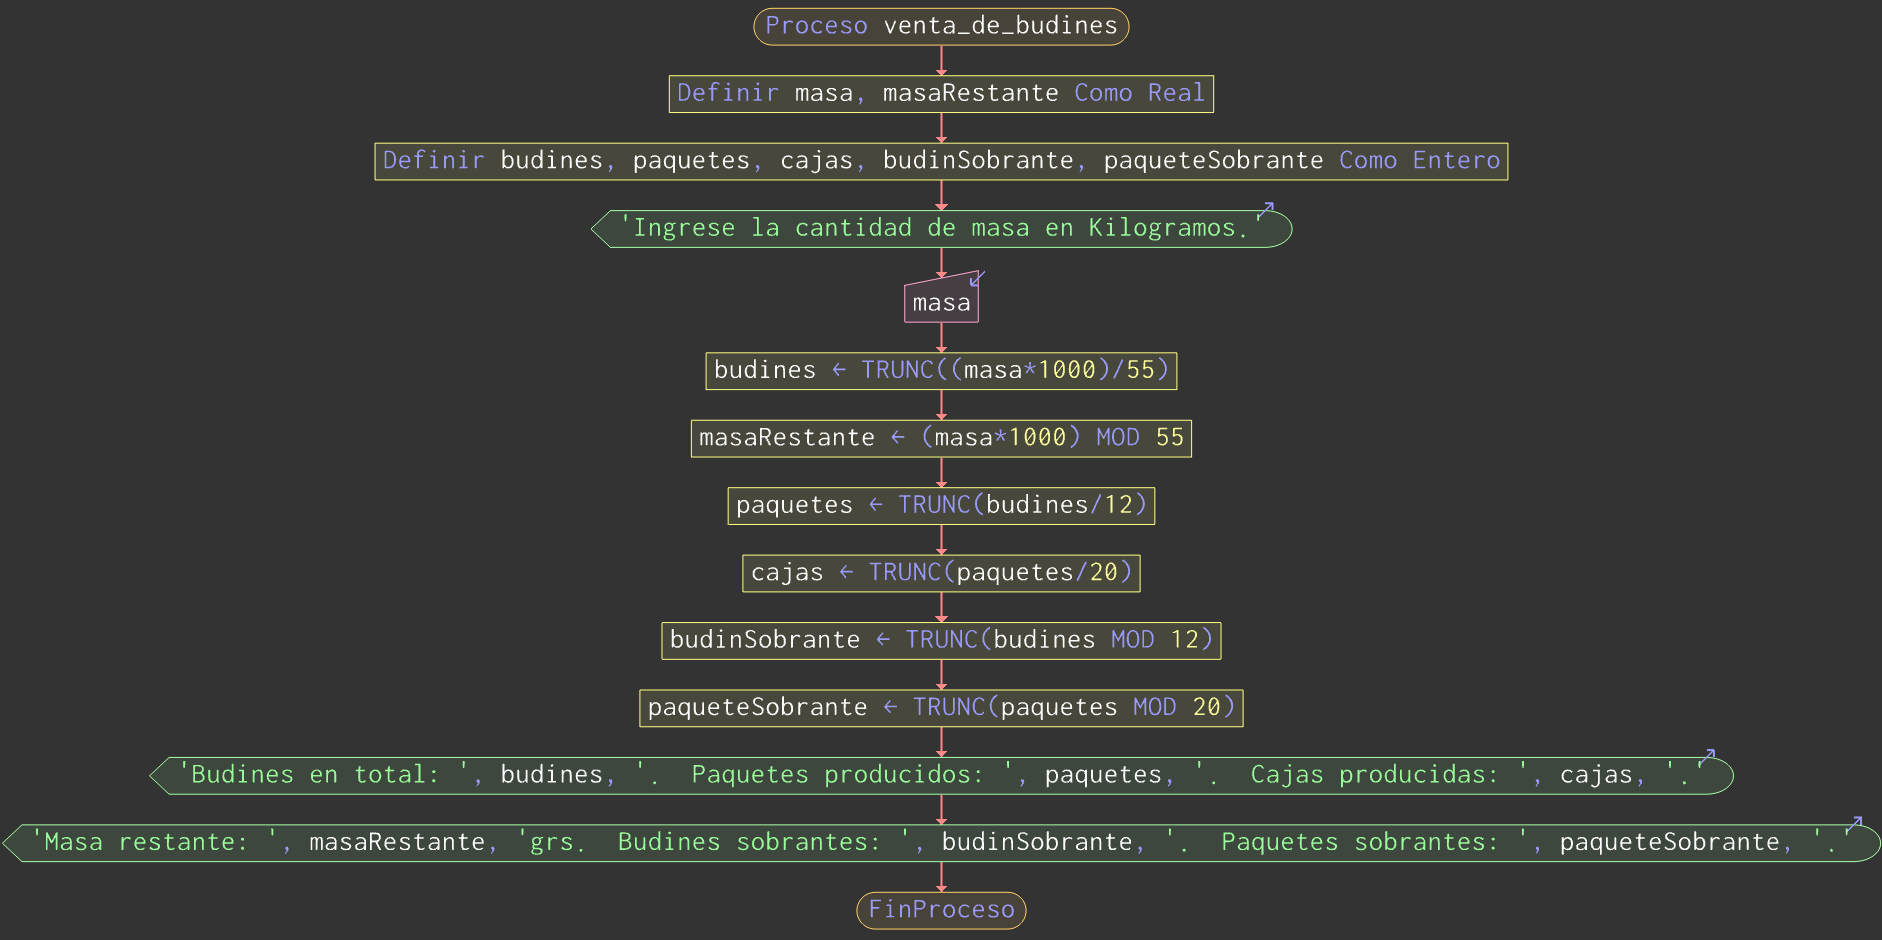 Proceso venta_de_budines
Definir masa, masaRestante Como Real
Definir budines, paquetes, cajas, budinSobrante, paqueteSobrante Como Entero
'Ingrese la cantidad de masa en Kilogramos.'
masa
budines ← TRUNC((masa*1000)/55)
masaRestante ← (masa*1000) MOD 55
paquetes ← TRUNC(budines/12)
cajas ← TRUNC(paquetes/20)
budinSobrante ← TRUNC(budines MOD 12)
paqueteSobrante ← TRUNC(paquetes MOD 20)
'Budines en total: ', budines, '.  Paquetes producidos: ', paquetes, '.  Cajas producidas: ', cajas, '.'
'Masa restante: ', masaRestante, 'grs.  Budines sobrantes: ', budinSobrante, '.  Paquetes sobrantes: ', paqueteSobrante, '.'
FinProceso